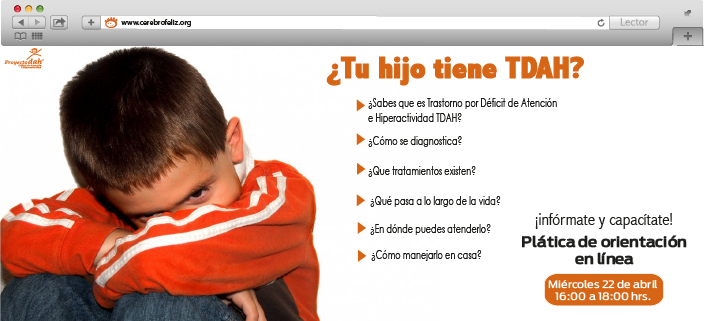 www.cerebrofeliz.org
Lector
Proyectodah
¿Tu hijo tiene TDAH?
¿Sabes que es Trastorno por Déficit de Atención
e Hiperactividad TDAH?
¿Cómo se diagnostica?
¿Que tratamientos existen?
¿Qué pasa a lo largo de la vida?
¿En dónde puedes atenderlo?
¿Cómo manejarlo en casa?
¡infórmate y capacítate!
Plática de orientación
en línea
Miércoles 22 de abril
16:00 a 18:00 hrs.